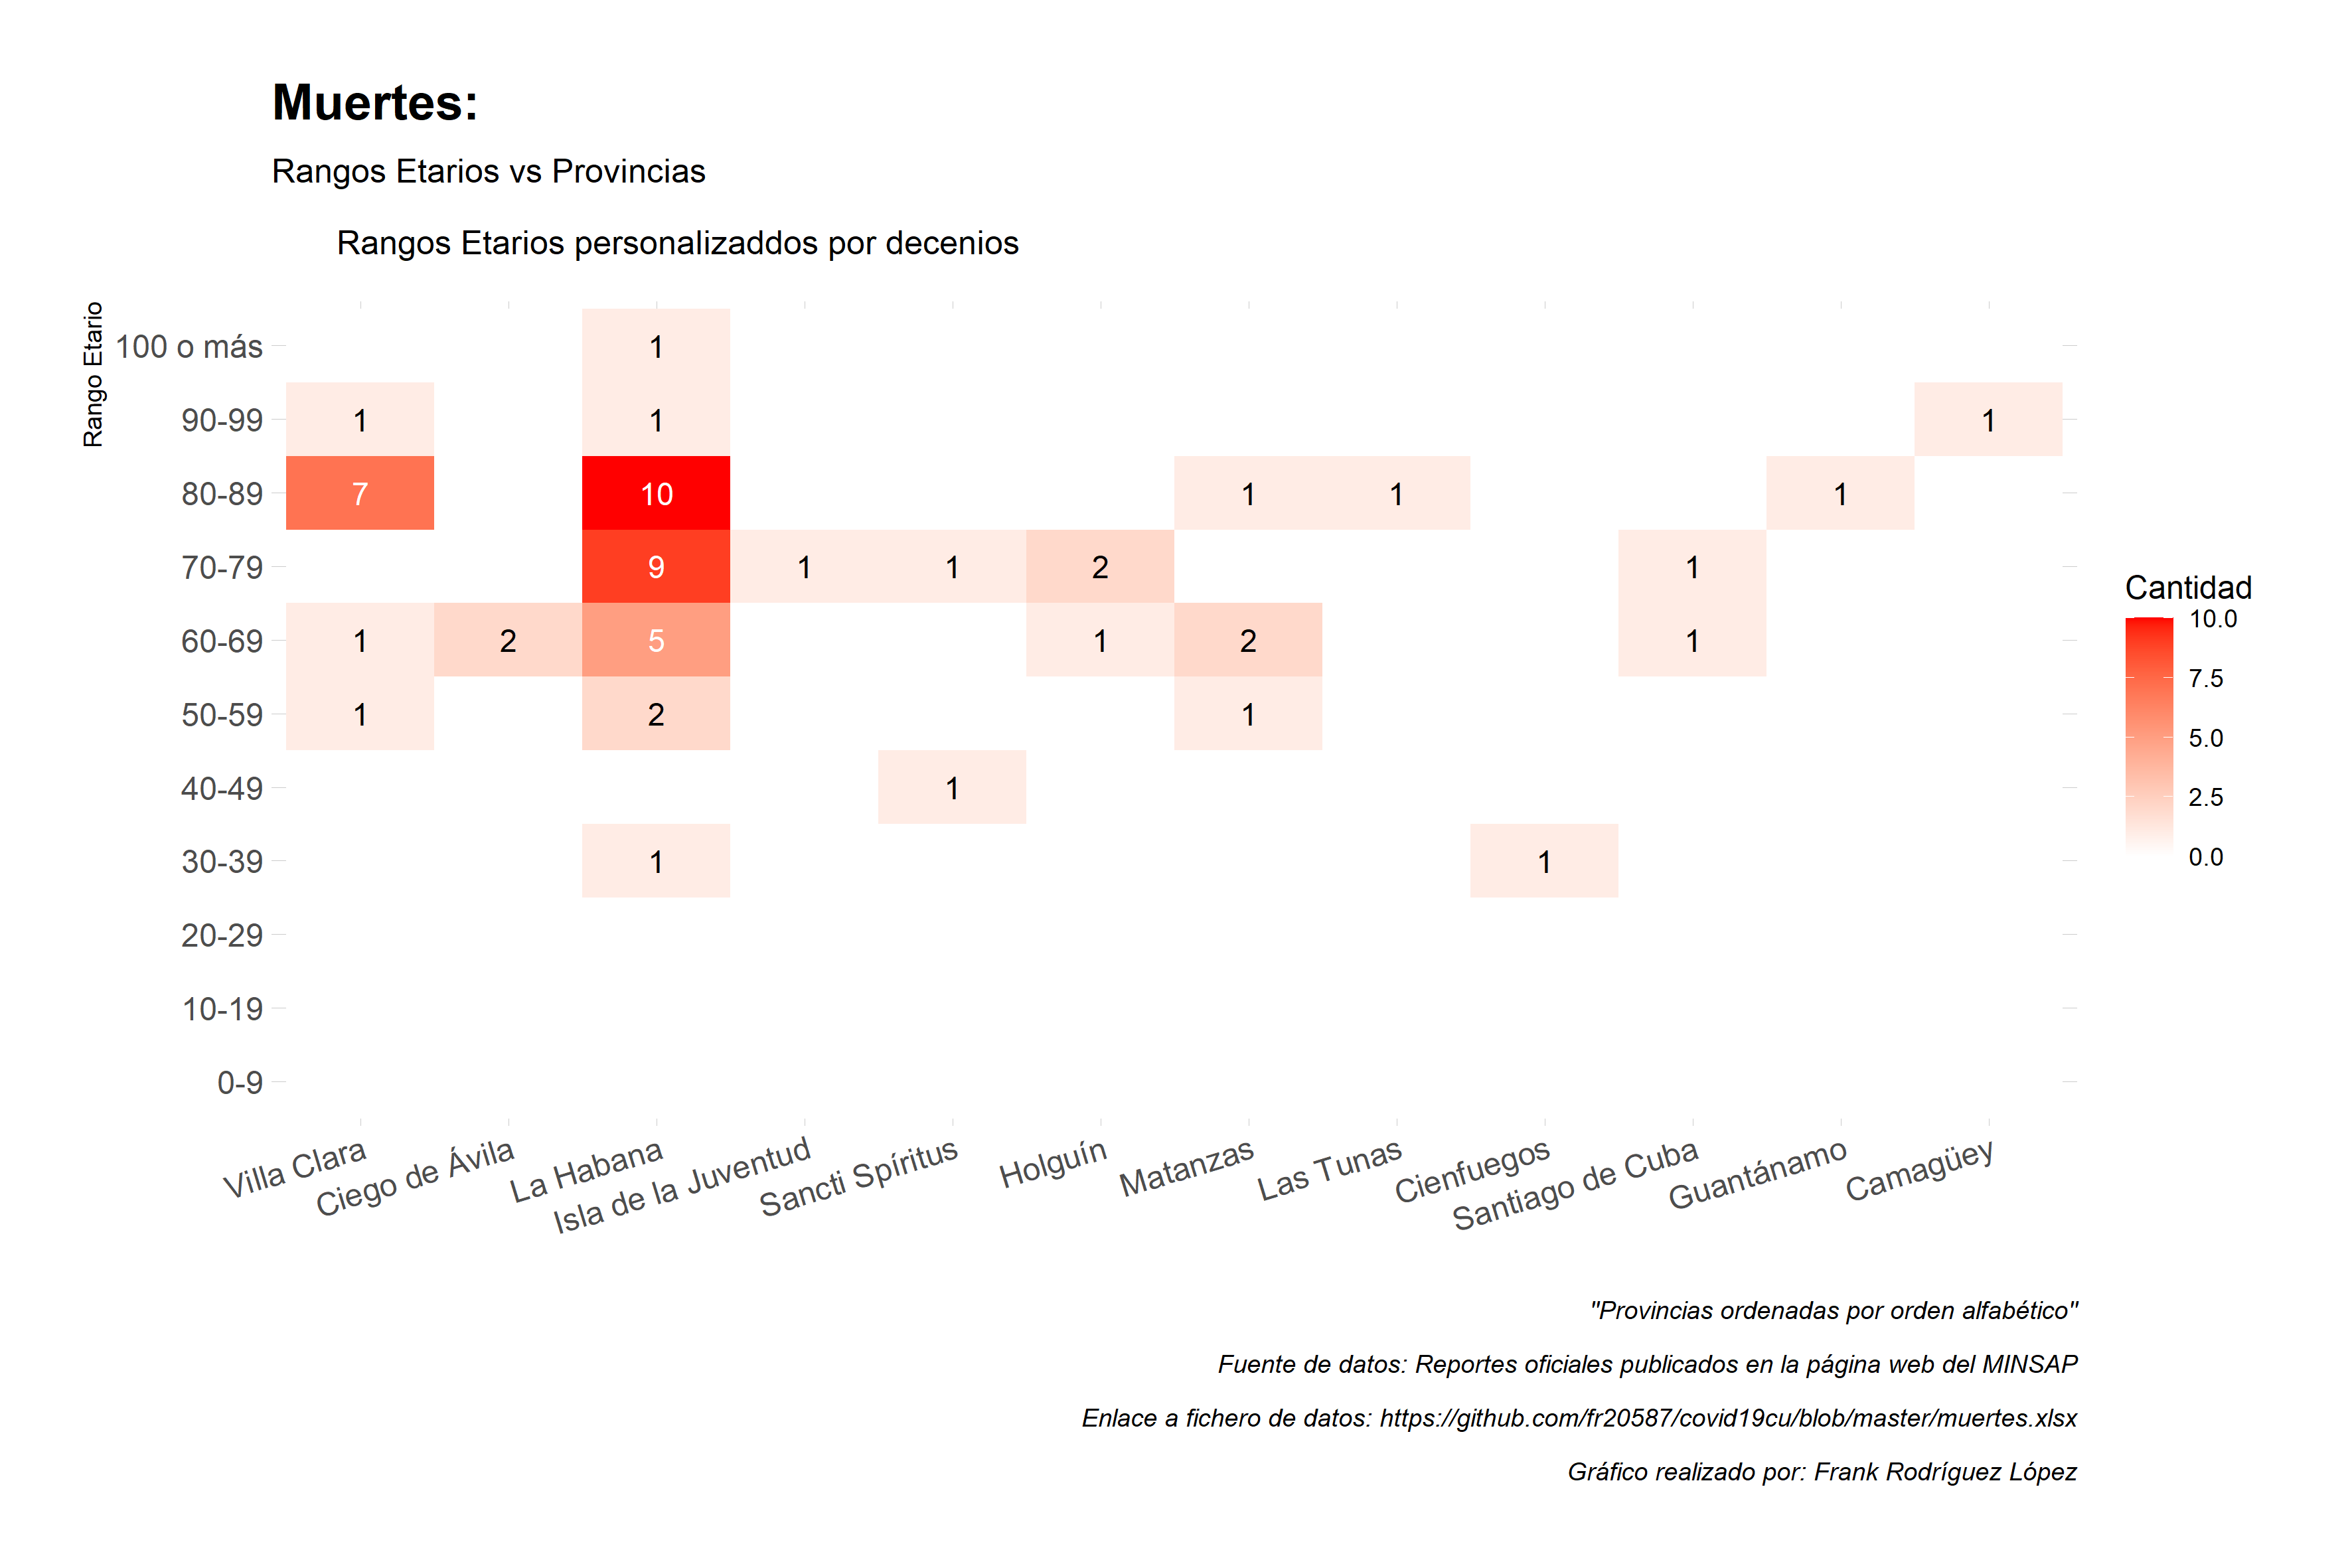 Muertes:
Rangos Etarios vs Provincias
Rangos Etarios personalizaddos por decenios
Rango Etario
100 o más 1
90-99 1 1 1
80-89 7 10 1 1 1
70-79 9 1 1 2 1
60-69 1 2 5 1 2 1
50-59 1 2 1
40-49 1
30-39 1 1
20-29
10-19
0-9
Villa Clara
Ciego de Ávila
La Habana
Isla de la Juventud
Sancti Spíritus
Holguín
Matanzas
Las Tunas
Cienfuegos
Santiago de Cuba
Guantánamo
Camagüey
Cantidad
10.0
7.5
5.0
2.5
0.0
"Provincias ordenadas por orden alfabético"
Fuente de datos: Reportes oficiales publicados en la página web del MINSAP
Enlace a fichero de datos: https://github.com/fr20587/covid19cu/blob/master/muertes.xlsx
Gráfico realizado por: Frank Rodríguez López